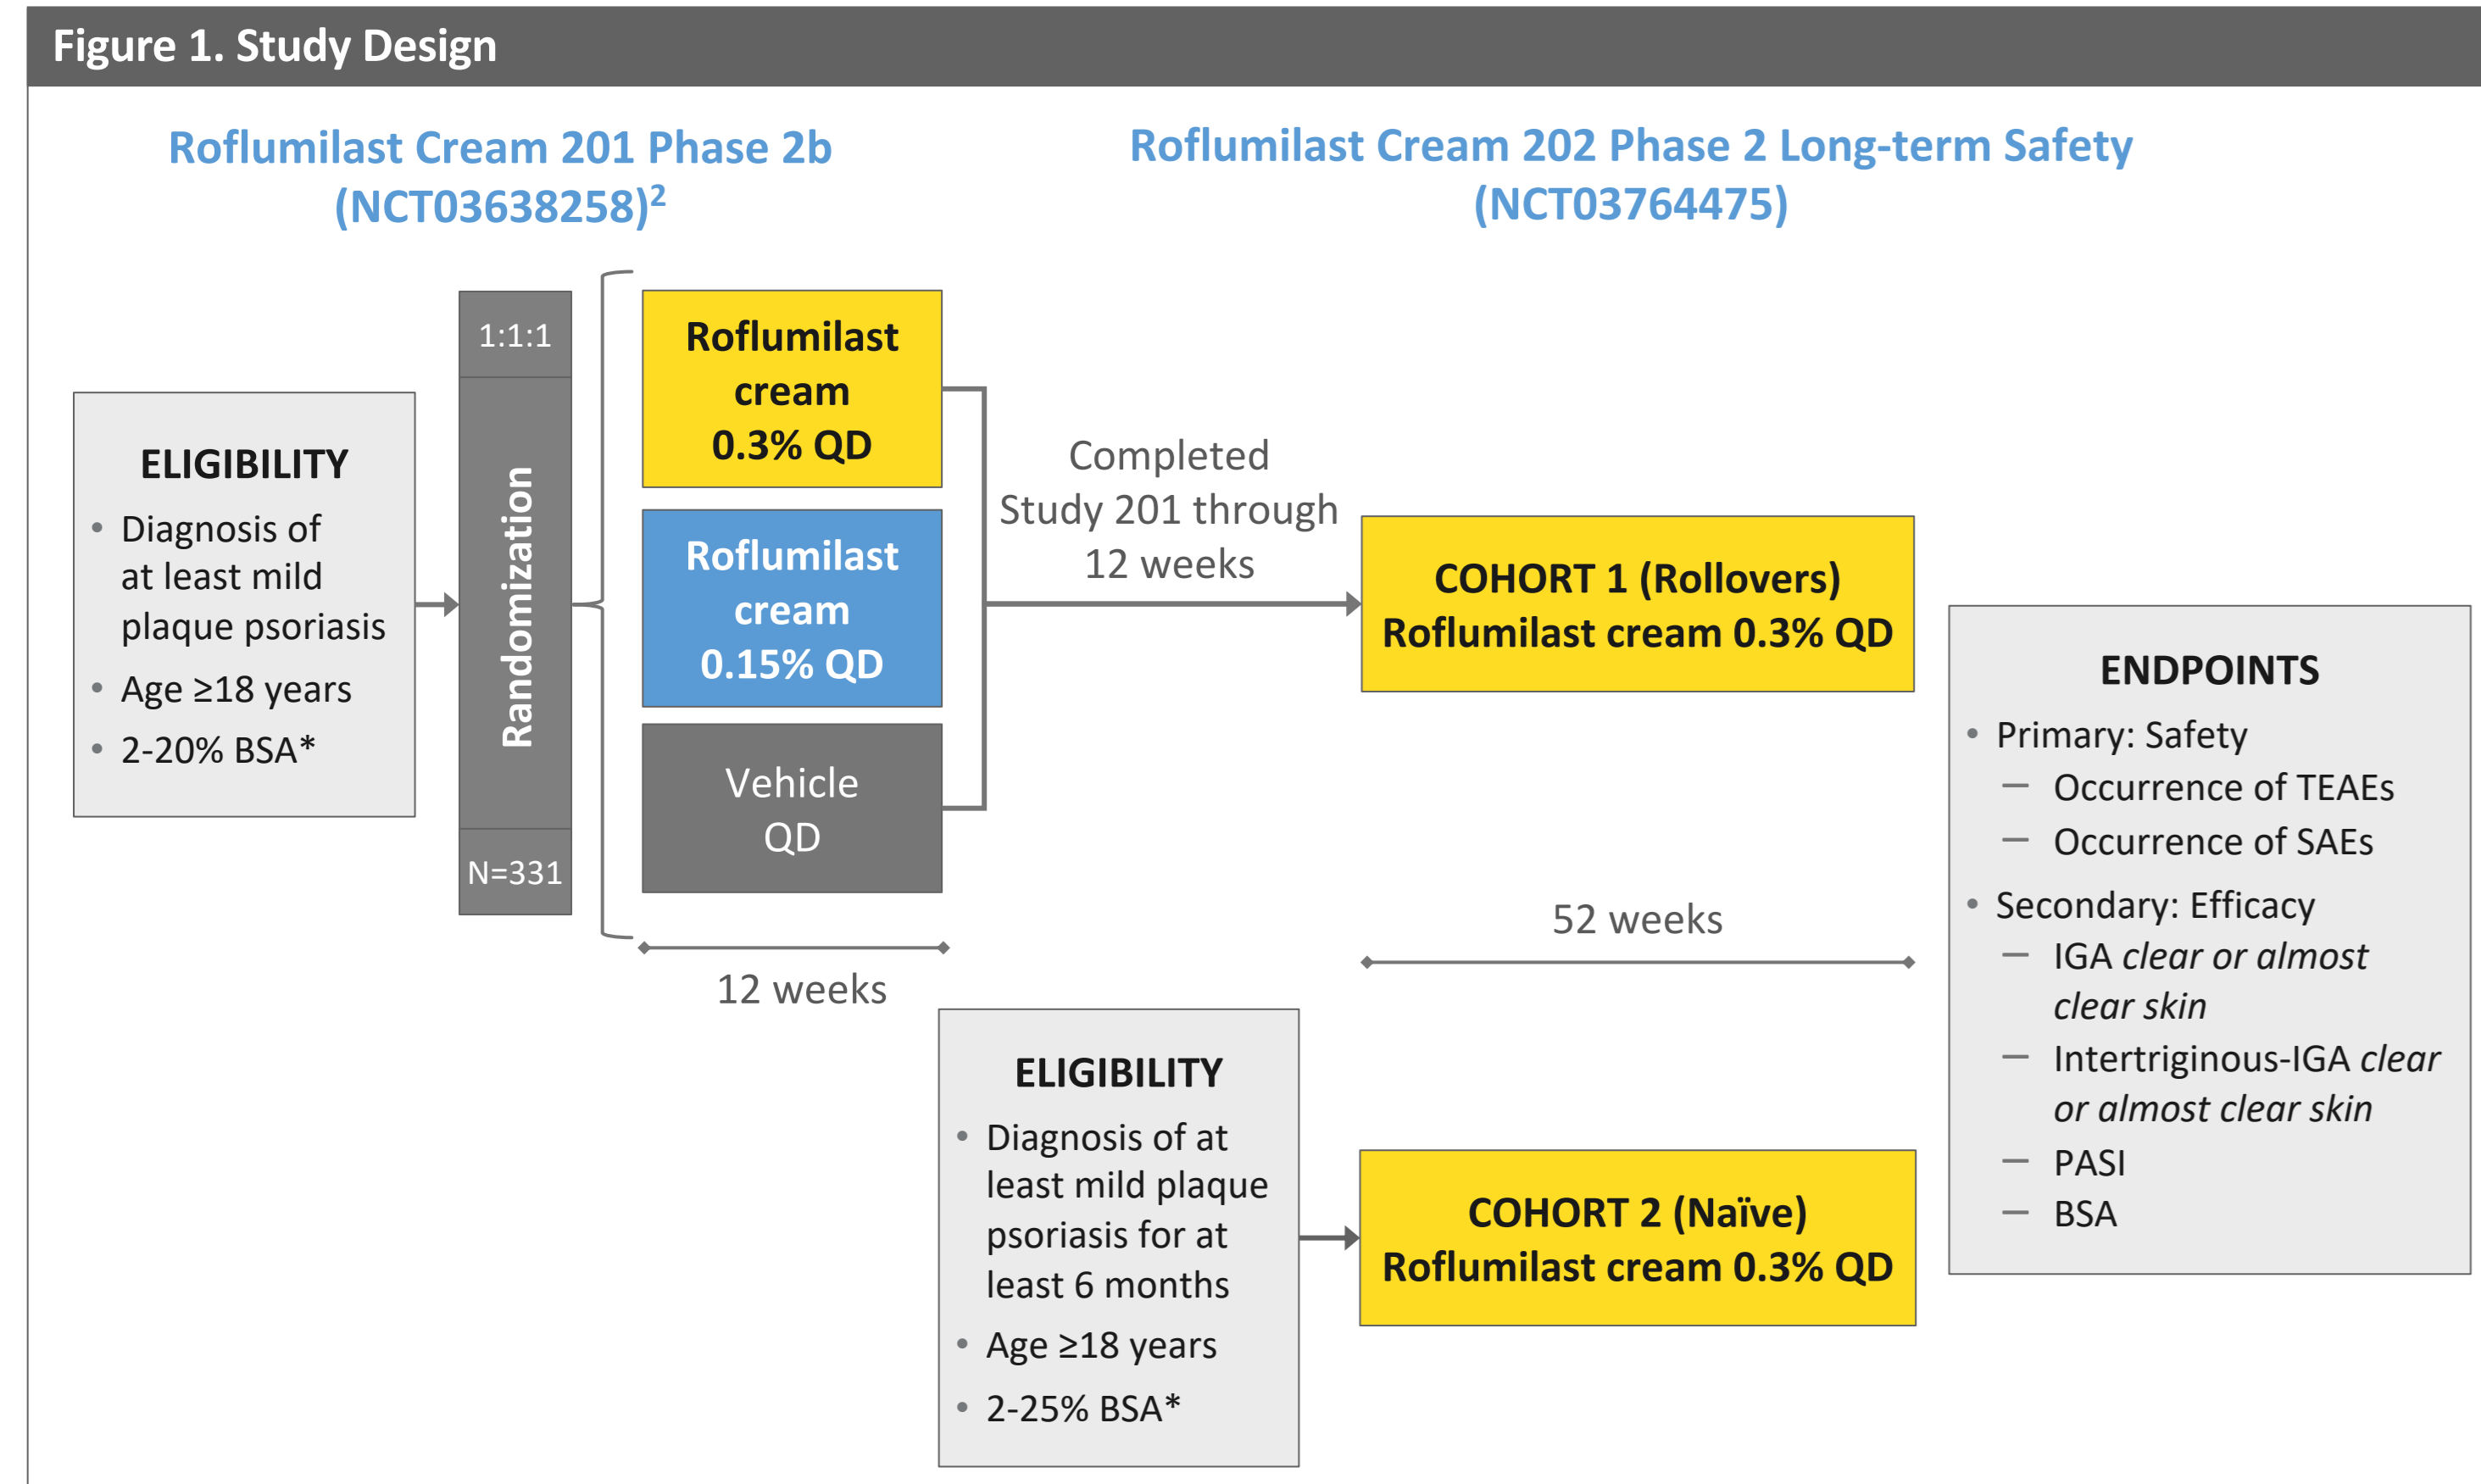 Figure 1. Study Design
Roflumilast Cream 201 Phase 2b
(NCT03638258)²
Roflumilast Cream 202 Phase 2 Long-term Safety
(NCT03764475)
ELIGIBILITY
• Diagnosis of
at least mild
plaque psoriasis
• Age ≥18 years
• 2-20% BSA*
1:1:1
Randomization
N=331
Roflumilast
cream
0.3% QD
Roflumilast
cream
0.15% QD
Vehicle
QD
12 weeks
Completed
Study 201 through
12 weeks
COHORT 1 (Rollovers)
Roflumilast cream 0.3% QD
52 weeks
ELIGIBILITY
• Diagnosis of at
least mild plaque
psoriasis for at
least 6 months
• Age ≥18 years
• 2-25% BSA*
COHORT 2 (Naïve)
Roflumilast cream 0.3% QD
ENDPOINTS
• Primary: Safety
— Occurrence of TEAEs
— Occurrence of SAEs
• Secondary: Efficacy
— IGA clear or almost
clear skin
— Intertriginous-IGA clear
or almost clear skin
— PASI
— BSA